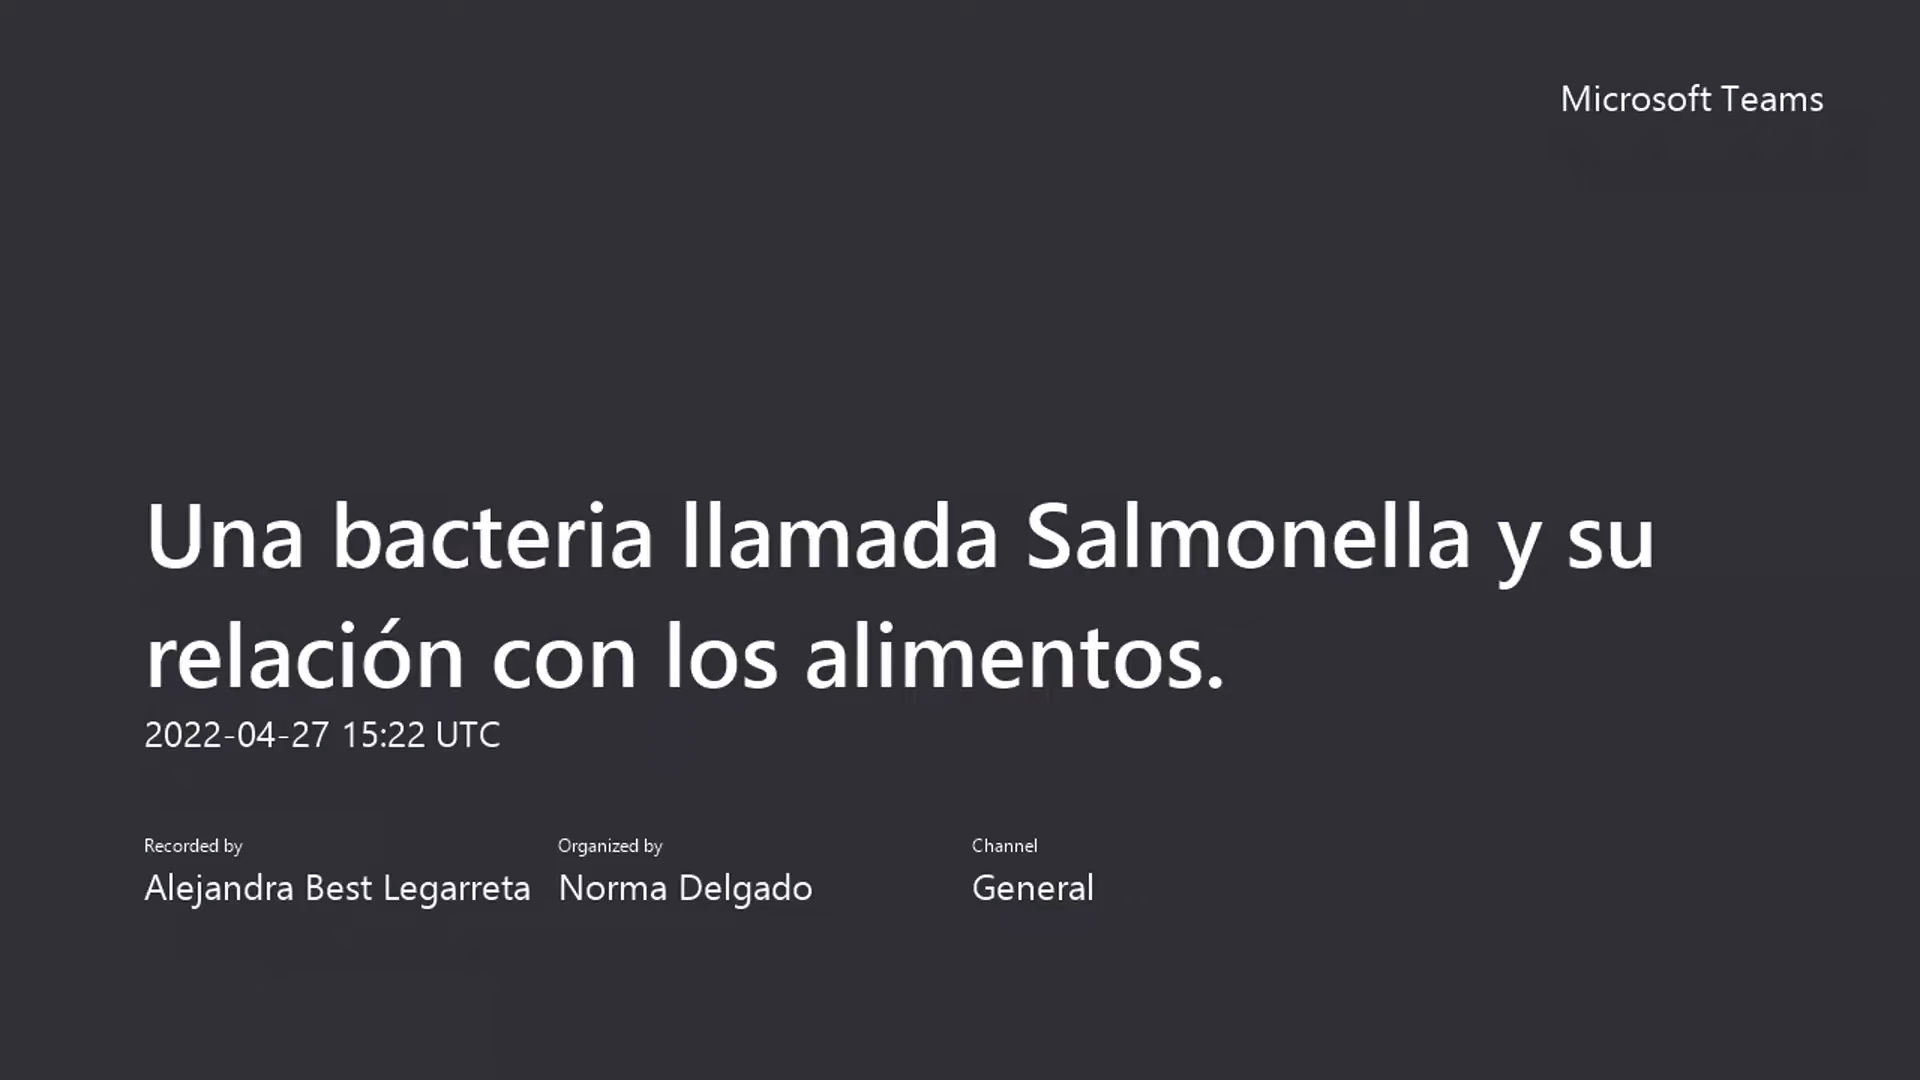 Microsoft Teams
Una bacteria llamada Salmonella y su
relación con los alimentos.
2022-04-27 15:22 UTC
Recorded by Organized by Channel
Alejandra Best Legarreta Norma Delgado General